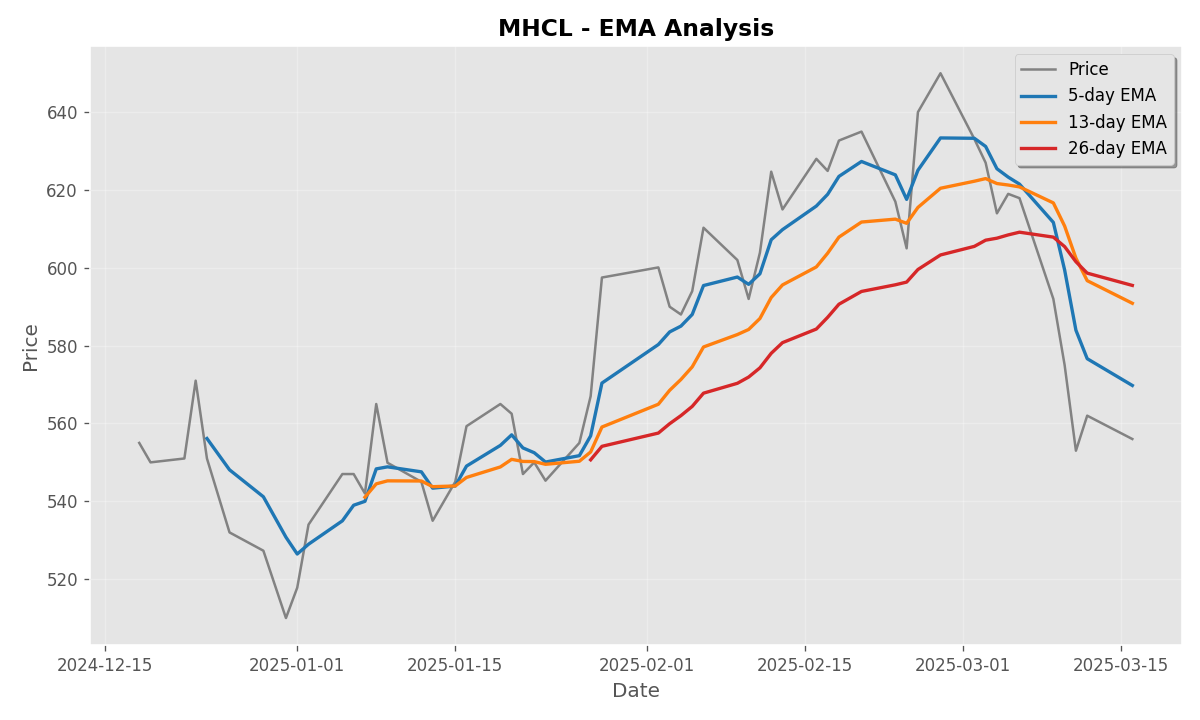 MHCL - EMA Analysis
Price
5-day EMA
13-day EMA
26-day EMA
Price
640
620
600
580
560
540
520
2024-12-15
2025-01-01
2025-01-15
2025-02-01
2025-02-15
2025-03-01
2025-03-15
Date